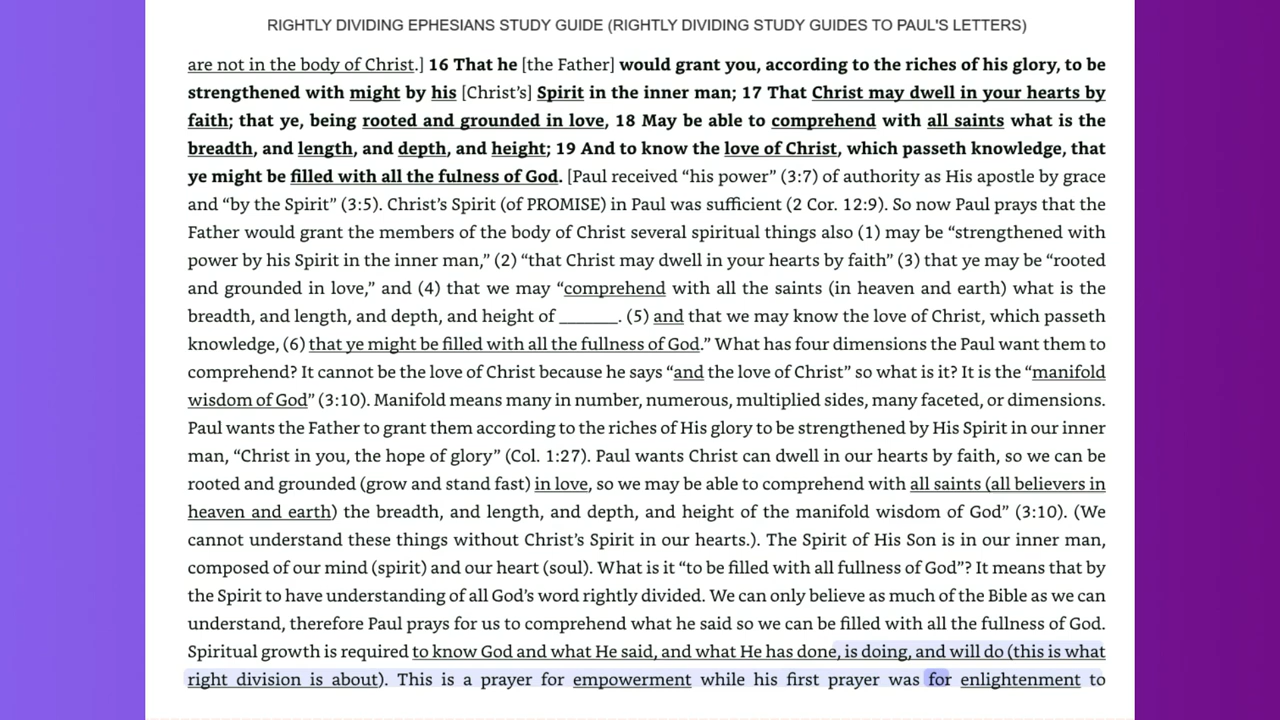 RIGHTLY DIVIDING EPHESIANS STUDY GUIDE (RIGHTLY DIVIDING STUDY GUIDES TO PAUL'S LETTERS)
are not in the body of Christ.] 16 That he [the Father] would grant you, according to the riches of his glory, to be
strengthened with might by his [Christ's] Spirit in the inner man; 17 That Christ may dwell in your hearts by
faith; that ye, being rooted and grounded in love, 18 May be able to comprehend with all saints what is the
breadth, and length, and depth, and height; 19 And to know the love of Christ, which passeth knowledge, that
ye might be filled with all the fulness of God. [Paul received “his power” (3:7) of authority as His apostle by grace
and “by the Spirit” (3:5). Christ’s Spirit (of PROMISE) in Paul was sufficient (2 Cor. 12:9). So now Paul prays that the
Father would grant the members of the body of Christ several spiritual things also (1) may be “strengthened with
power by his Spirit in the inner man,” (2) “that Christ may dwell in your hearts by faith” (3) that ye may be “rooted
and grounded in love,” and (4) that we may “comprehend with all the saints (in heaven and earth) what is the
breadth, and length, and depth, and height of ______. (5) and that we may know the love of Christ, which passeth
knowledge, (6) that ye might be filled with all the fullness of God.” What has four dimensions the Paul want them to
comprehend? It cannot be the love of Christ because he says “and the love of Christ” so what is it? It is the “manifold
wisdom of God” (3:10). Manifold means many in number, numerous, multiplied sides, many faceted, or dimensions.
Paul wants the Father to grant them according to the riches of His glory to be strengthened by His Spirit in our inner
man, “Christ in you, the hope of glory” (Col. 1:27). Paul wants Christ can dwell in our hearts by faith, so we can be
rooted and grounded (grow and stand fast) in love, so we may be able to comprehend with all saints (all believers in
heaven and earth) the breadth, and length, and depth, and height of the manifold wisdom of God” (3:10). (We
cannot understand these things without Christ’s Spirit in our hearts.). The Spirit of His Son is in our inner man,
composed of our mind (spirit) and our heart (soul). What is it “to be filled with all fullness of God”? It means that by
the Spirit to have understanding of all God’s word rightly divided. We can only believe as much of the Bible as we can
understand, therefore Paul prays for us to comprehend what he said so we can be filled with all the fullness of God.
Spiritual growth is required to know God and what He said, and what He has done, is doing, and will do (this is what
right division is about). This is a prayer for empowerment while his first prayer was for enlightenment to